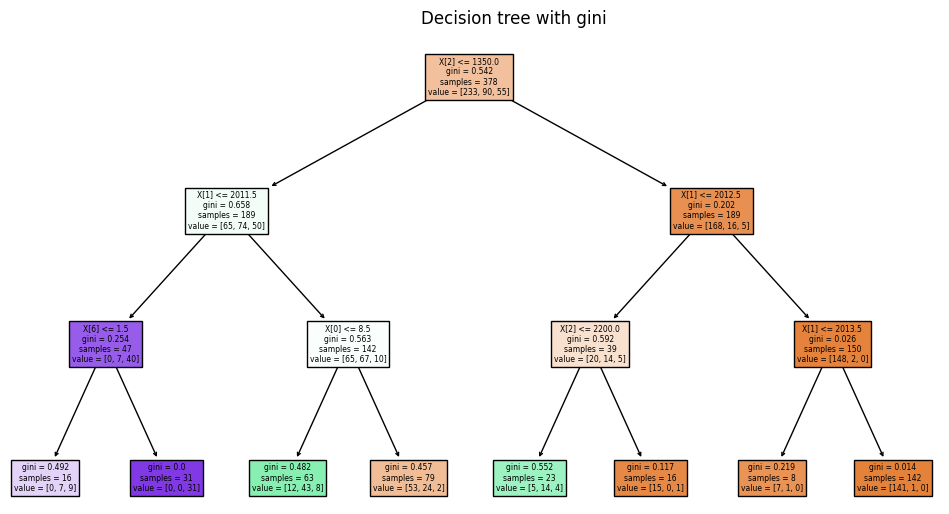 Decision tree with gini
X[2] <= 1350.0
gini = 0.542
samples = 378
value = [233, 90, 55]
X[1] <= 2011.5
gini = 0.658
samples = 189
value = [65, 74, 50]
X[1] <= 2012.5
gini = 0.202
samples = 189
value = [168, 16, 5]
X[6] <= 1.5
gini = 0.254
samples = 47
value = [0, 7, 40]
X[0] <= 8.5
gini = 0.563
samples = 142
value = [65, 67, 10]
X[2] <= 2200.0
gini = 0.592
samples = 39
value = [20, 14, 5]
X[1] <= 2013.5
gini = 0.026
samples = 150
value = [148, 2, 0]
gini = 0.492
samples = 16
value = [0, 7, 9]
gini = 0.0
samples = 31
value = [0, 0, 31]
gini = 0.482
samples = 63
value = [12, 43, 8]
gini = 0.457
samples = 79
value = [53, 24, 2]
gini = 0.552
samples = 23
value = [5, 14, 4]
gini = 0.117
samples = 16
value = [15, 0, 1]
gini = 0.219
samples = 8
value = [7, 1, 0]
gini = 0.014
samples = 142
value = [141, 1, 0]